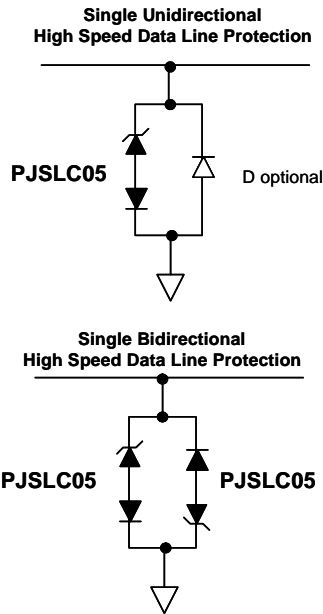 Single Unidirectional
High Speed Data Line Protection
PJSLC05
D optional
Single Bidirectional
High Speed Data Line Protection
PJSLC05 PJSLC05